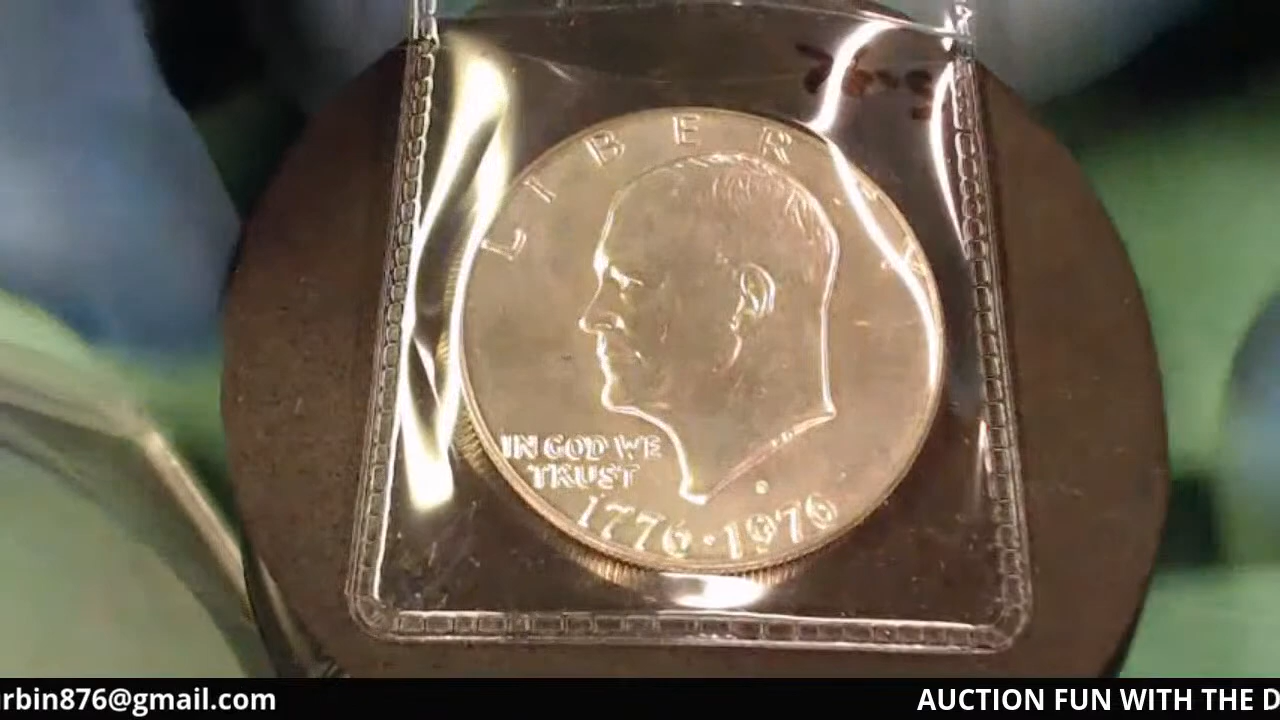 LIBERTY
IN GOD WE
TRUST
1776·1976
rbin876@gmail.com
AUCTION FUN WITH THE D